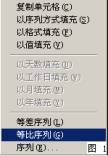 复制单元格(C)
以序列方式填充(S)
以格式填充(F)
以值填充(V)
以天数填充(D)
以工作日填充(W)
以月填充(M)
以年填充(Y)
等差序列(L)
等比序列(G)
序列(E)...
图 1